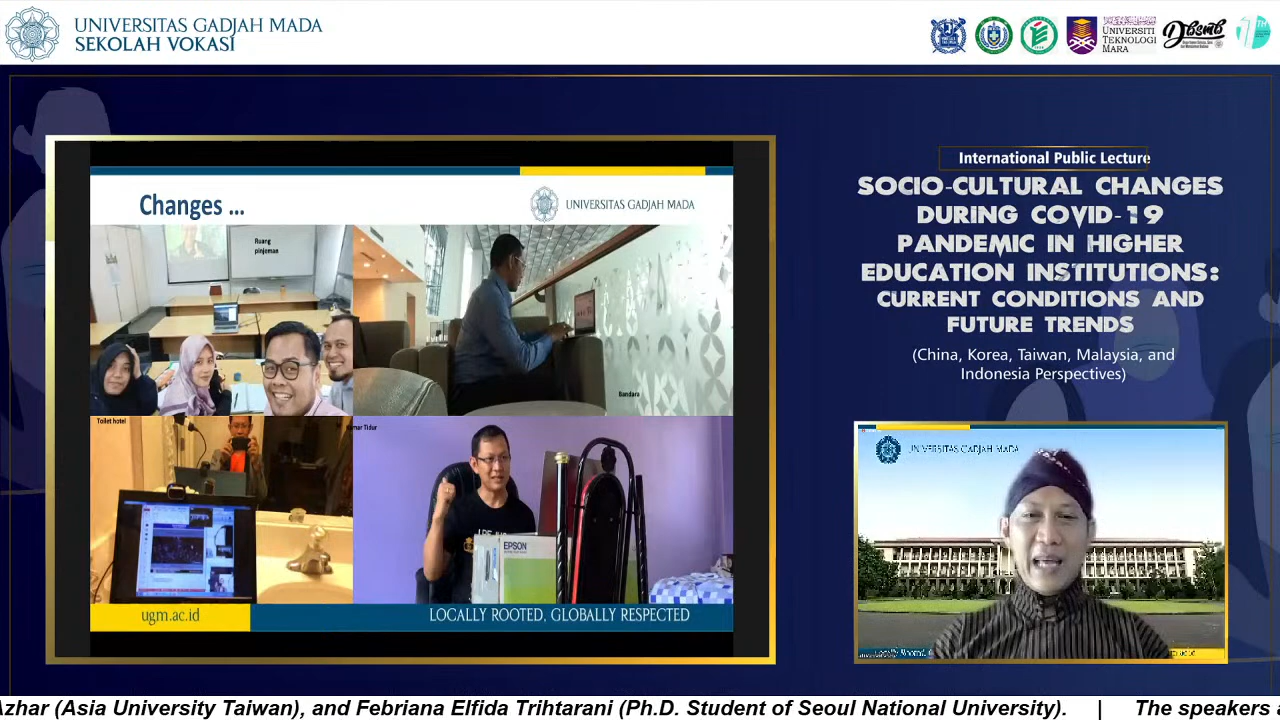 UNIVERSITAS GADJAH MADA
SEKOLAH VOKASI
UNIVERSITI
TEKNOLOGI
MARA
Changes ...
UNIVERSITAS GADJAH MADA
Ruang
pinjeman
Bandara
Toilet hotel
EPSON
ugm.ac.id
LOCALLY ROOTED, GLOBALLY RESPECTED
International Public Lecture
SOCIO-CULTURAL CHANGES
DURING COVID-19
PANDEMIC IN HIGHER
EDUCATION INSTITUTIONS:
CURRENT CONDITIONS AND
FUTURE TRENDS
(China, Korea, Taiwan, Malaysia, and
Indonesia Perspectives)
UNIVERSITAS GADJAH MADA
Azhar (Asia University Taiwan), and Febriana Elfida Trihtarani (Ph.D. Student of Seoul National University). | The speakers